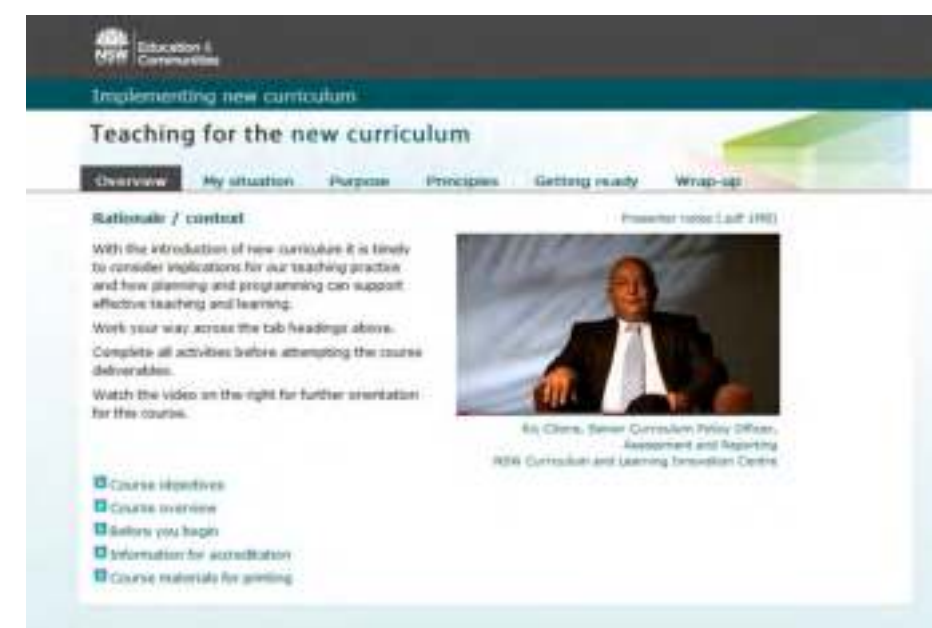 NSW
Education &
Communities
Implementing new curriculum
Teaching for the new curriculum
Overview My situation Purpose Principles Getting ready Wrap-up
Rationale / context
Presenter notes (.pdf
With the introduction of new curriculum it is timely
to consider implications for our teaching practice
and how planning and programming can support
effective teaching and learning.
Work your way across the tab headings above.
Complete all activities before attempting the course
deliverables.
Watch the video on the right for further orientation
for this course.
Senior Curriculum Policy Officer,
Assessment and Reporting
NSW Curriculum and Learning Innovation Centre
Course objectives
Course overview
Before you begin
Information for accreditation
Course materials for printing